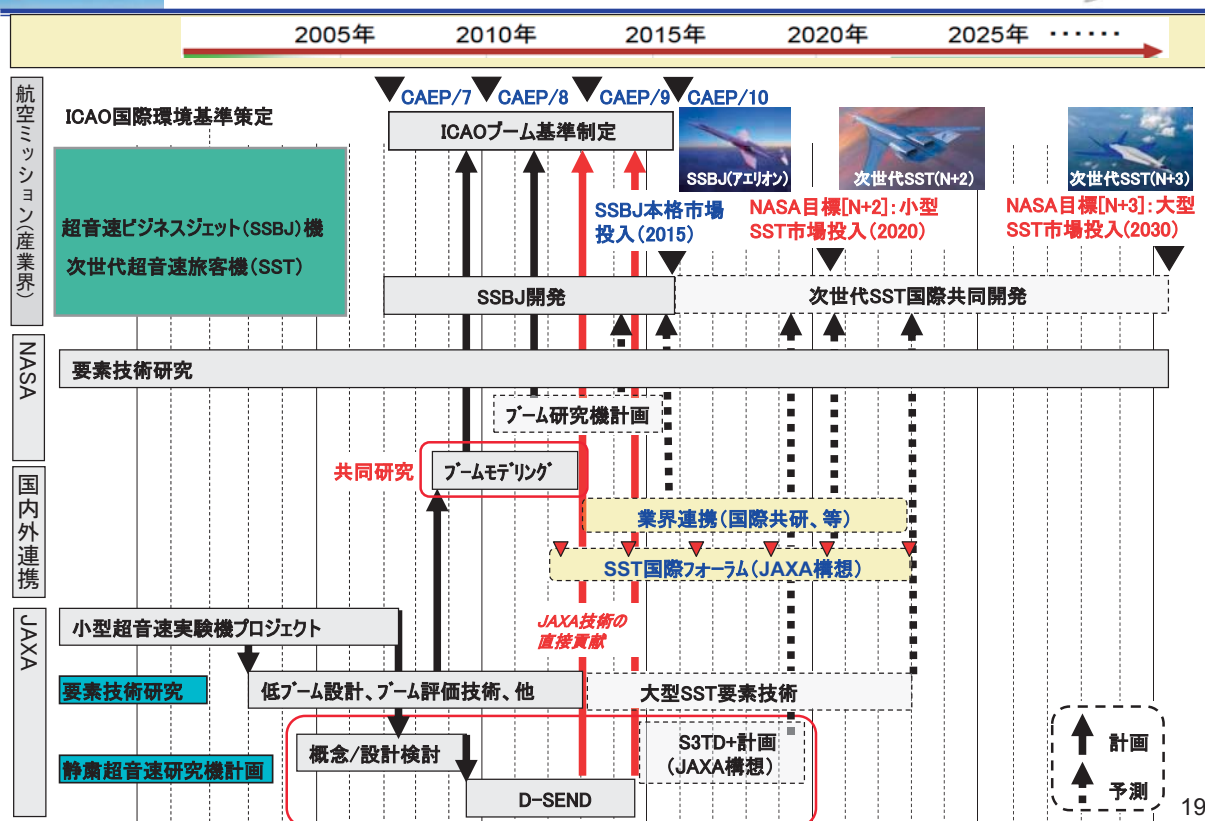 2005年
2010年
2015年
2020年
2025年 ······
航空ミッション(産業界)
ICAO国際環境基準策定
CAEP/7
CAEP/8
CAEP/9
CAEP/10
ICAOブーム基準制定
超音速ビジネスジェット(SSBJ)機
次世代超音速旅客機(SST)
SSBJ(アエリオン)
次世代SST(N+2)
次世代SST(N+3)
SSBJ本格市場
投入(2015)
NASA目標[N+2]:小型
SST市場投入(2020)
NASA目標[N+3]:大型
SST市場投入(2030)
SSBJ開発
次世代SST国際共同開発
NASA
要素技術研究
ブーム研究機計画
国内外連携
共同研究
ブームモデリング
業界連携(国際共研、等)
SST国際フォーラム(JAXA構想)
JAXA
小型超音速実験機プロジェクト
JAXA技術の
直接貢献
要素技術研究
低ブーム設計、ブーム評価技術、他
大型SST要素技術
静粛超音速研究機計画
概念/設計検討
S3TD+計画
(JAXA構想)
D-SEND
計画
予測
19